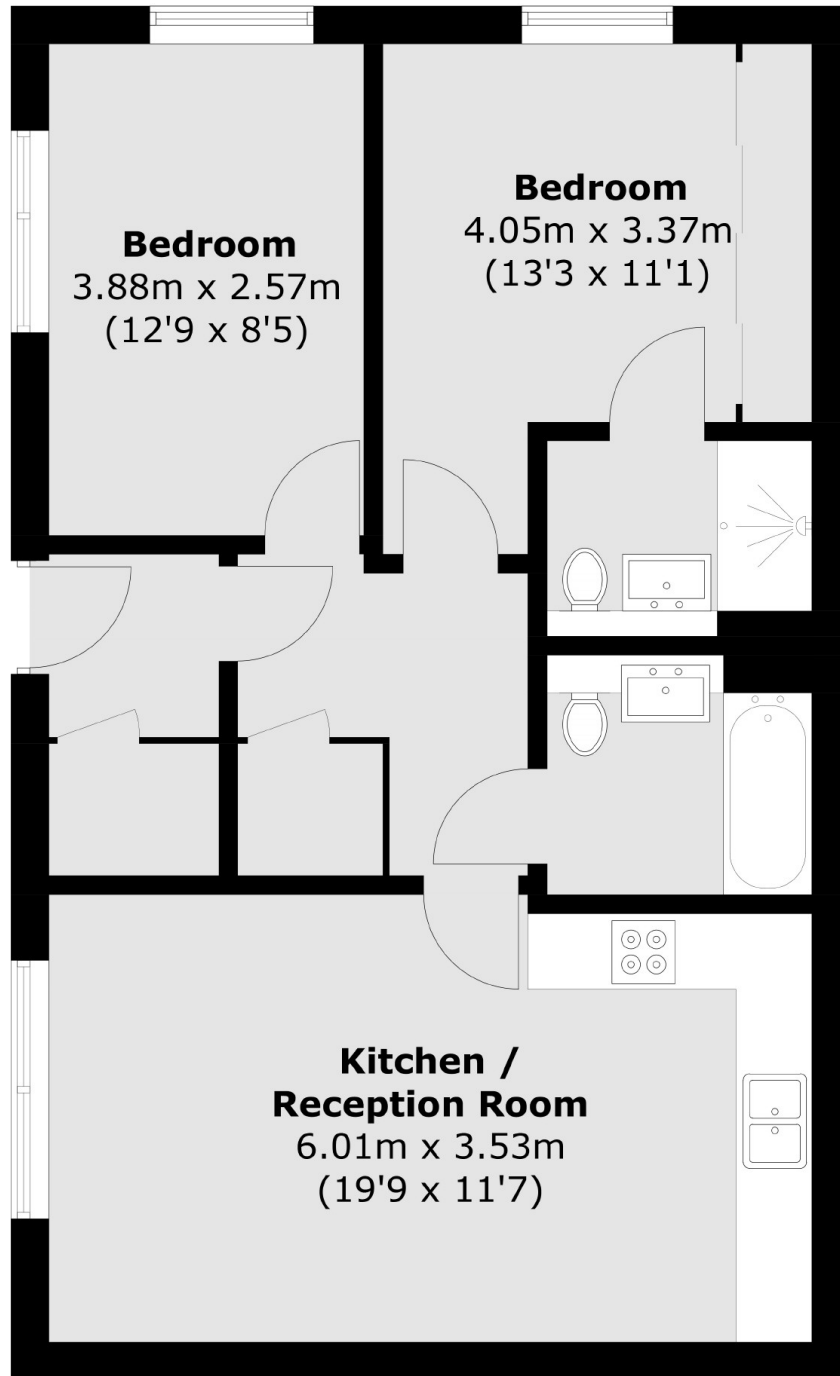 Bedroom
3.88m x 2.57m
(12'9 x 8'5)
Bedroom
4.05m x 3.37m
(13'3 x 11'1)
Kitchen /
Reception Room
6.01m x 3.53m
(19'9 x 11'7)